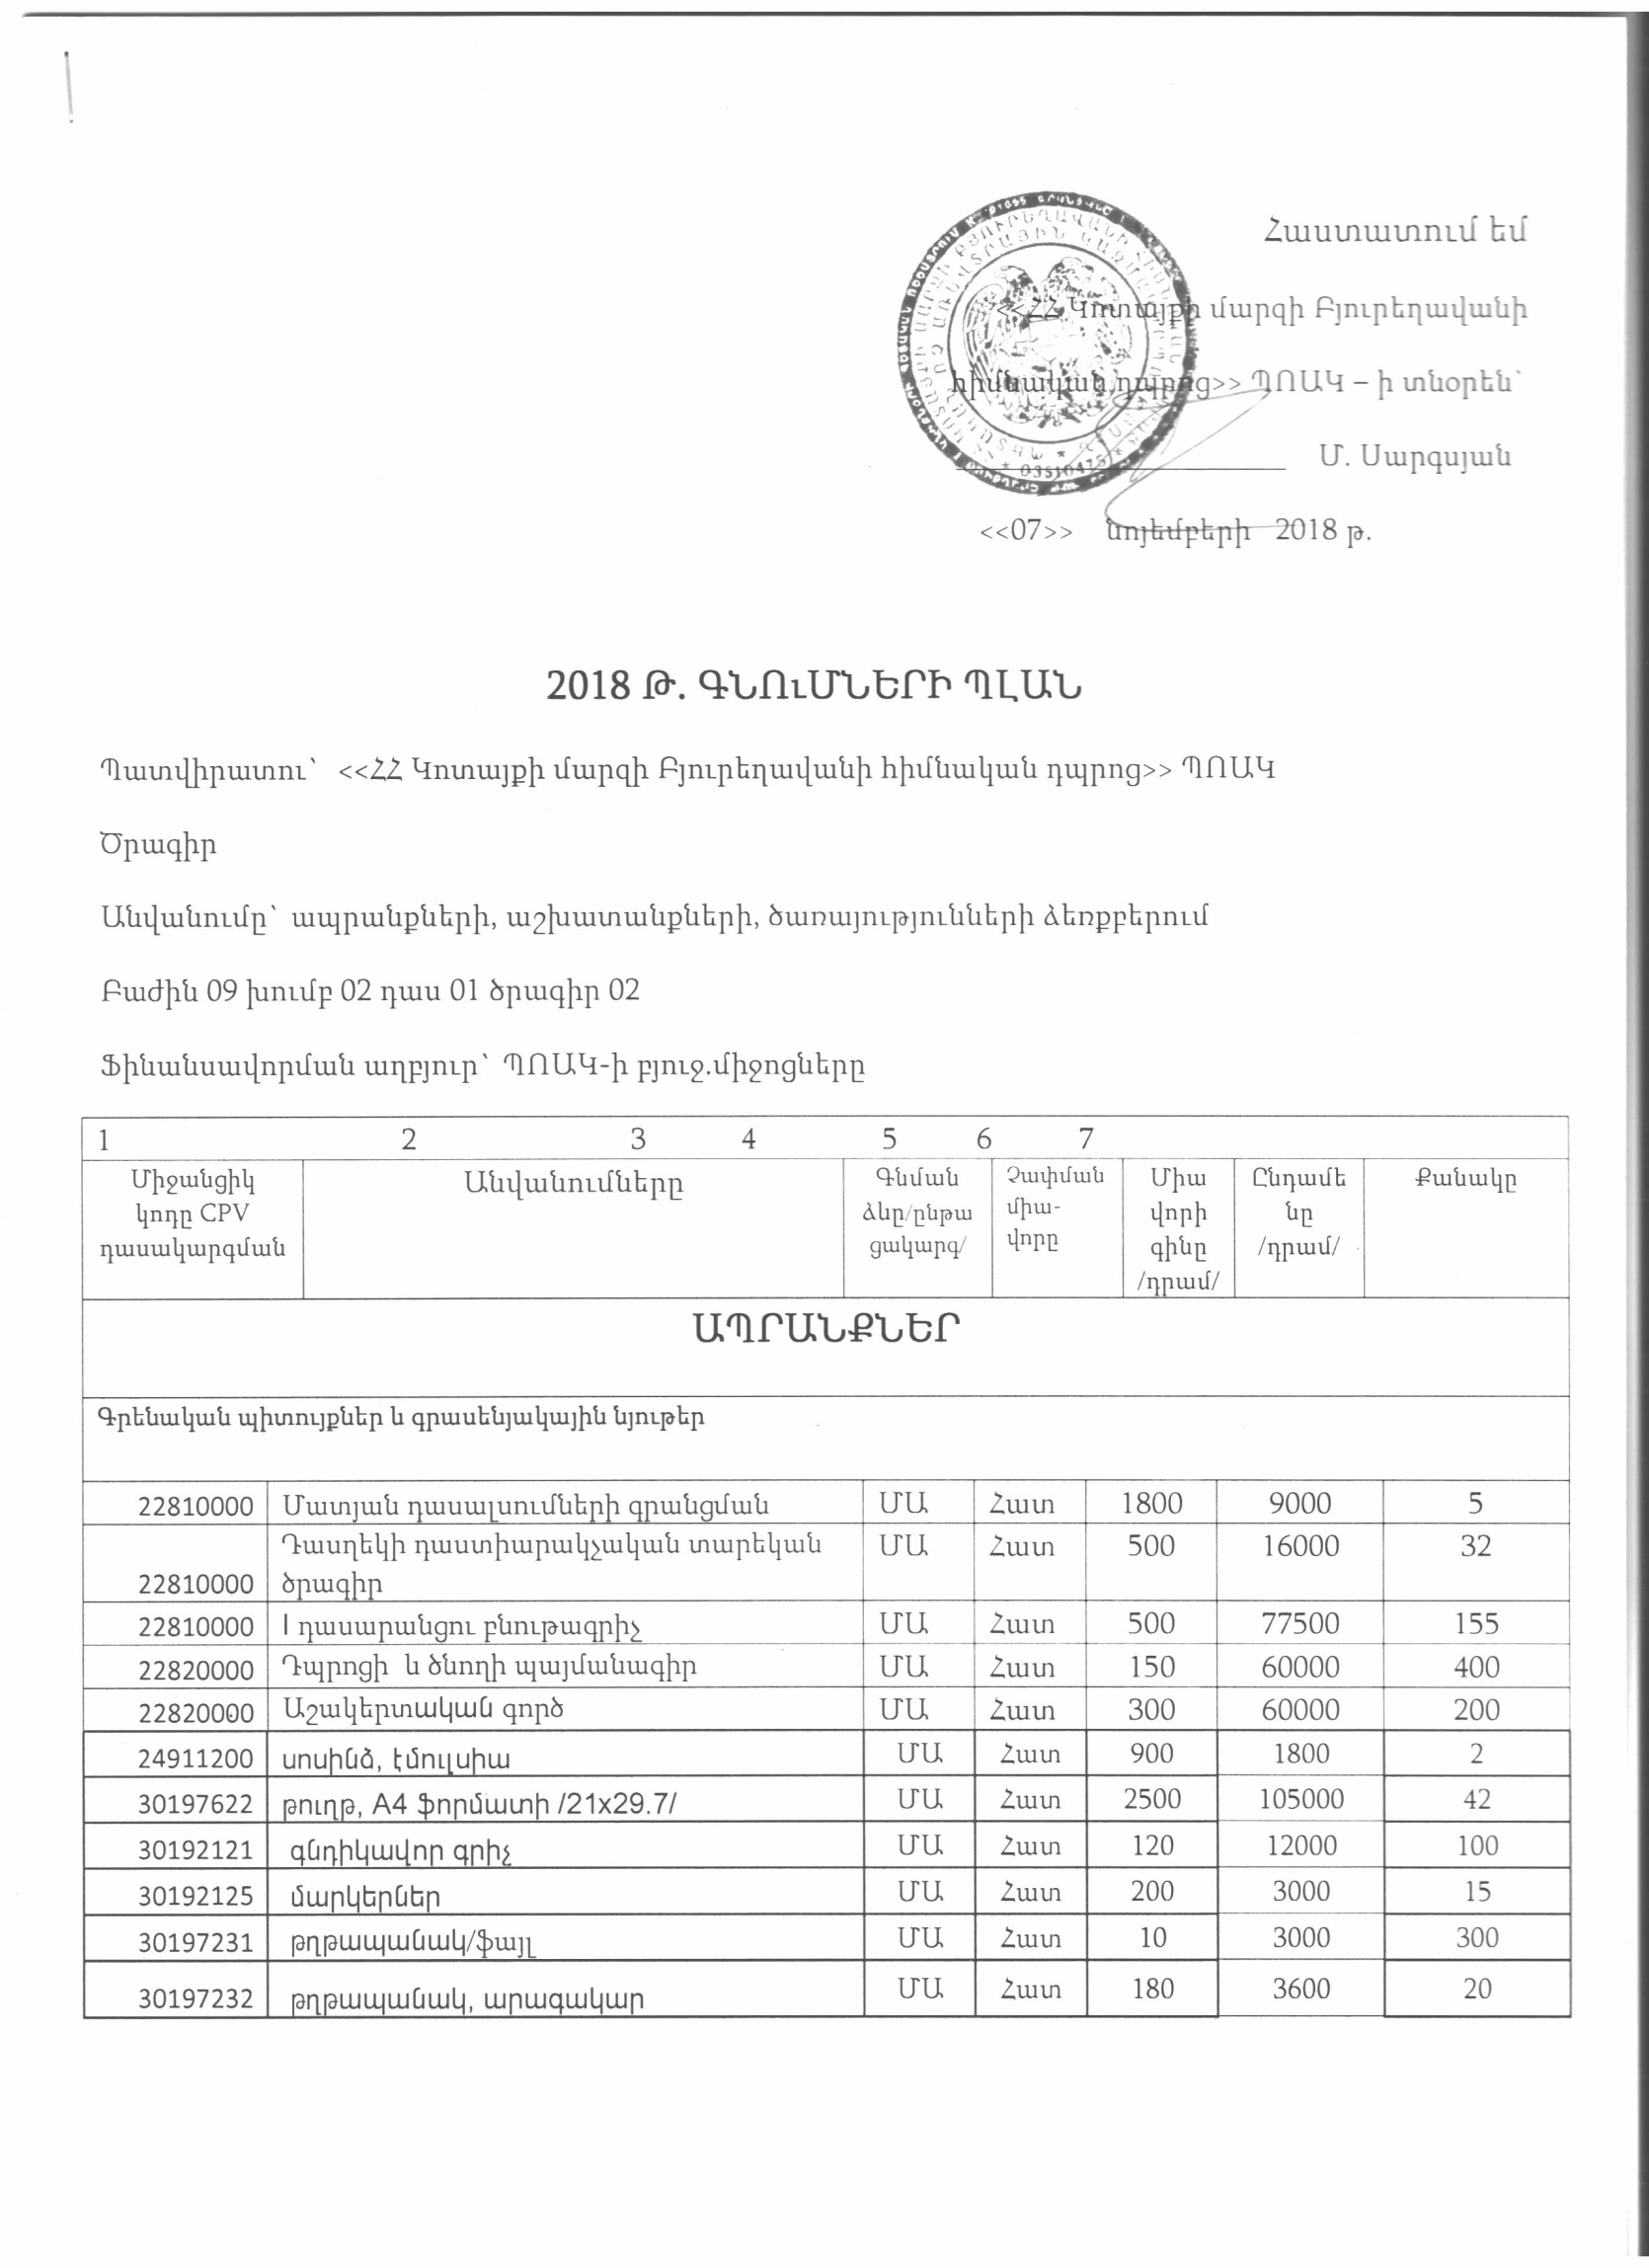 Հաստատում եմ
<<ՀՀ Կոտայքի մարզի Բյուրեղավանի
հիմնական դպրոց>> ՊՈԱԿ – ի տնօրեն՝
Մ. Սարգսյան
<<07>> նոյեմբերի 2018 թ.
03510475
2018 Թ. ԳՆՈւՄՆԵՐԻ ՊԼԱՆ
Պատվիրատու՝ <<ՀՀ Կոտայքի մարզի Բյուրեղավանի հիմնական դպրոց>> ՊՈԱԿ
Ծրագիր
Անվանումը՝ ապրանքների, աշխատանքների, ծառայությունների ձեռքբերում
Բաժին 09 խումբ 02 դաս 01 ծրագիր 02
Ֆինանսավորման աղբյուր՝ ՊՈԱԿ-ի բյուջ.միջոցները
1 2 3 4 5 6 7
Միջանցիկ կոդը CPV դասակարգման Անվանումները Գնման ձևը/ընթա ցակարգ/ Չափման միա- վորը Միա վորի գինը /դրամ/ Ընդամե նը /դրամ/ Քանակը
ԱՊՐԱՆՔՆԵՐ
Գրենական պիտույքներ և գրասենյակային նյութեր
22810000 Մատյան դասալսումների գրանցման ՄԱ Հատ 1800 9000 5
22810000 Դասղեկի դաստիարակչական տարեկան ծրագիր ՄԱ Հատ 500 16000 32
22810000 I դասարանցու բնութագրիչ ՄԱ Հատ 500 77500 155
22820000 Դպրոցի և ծնողի պայմանագիր ՄԱ Հատ 150 60000 400
22820000 Աշակերտական գործ ՄԱ Հատ 300 60000 200
24911200 սոսինձ, էմուլսիա ՄԱ Հատ 900 1800 2
30197622 թուղթ, A4 ֆորմատի /21x29.7/ ՄԱ Հատ 2500 105000 42
30192121 գնդիկավոր գրիչ ՄԱ Հատ 120 12000 100
30192125 մարկերներ ՄԱ Հատ 200 3000 15
30197231 թղթապանակ/ֆայլ ՄԱ Հատ 10 3000 300
30197232 թղթապանակ, արագակար ՄԱ Հատ 180 3600 20